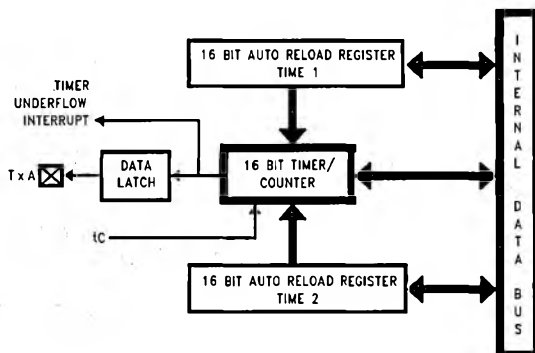 16 BIT AUTO RELOAD REGISTER
TIME 1
TIMER
UNDERFLOW
INTERRUPT
TxA
DATA
LATCH
16 BIT TIMER/
COUNTER
tC
16 BIT AUTO RELOAD REGISTER
TIME 2
INTERNAL DATA BUS